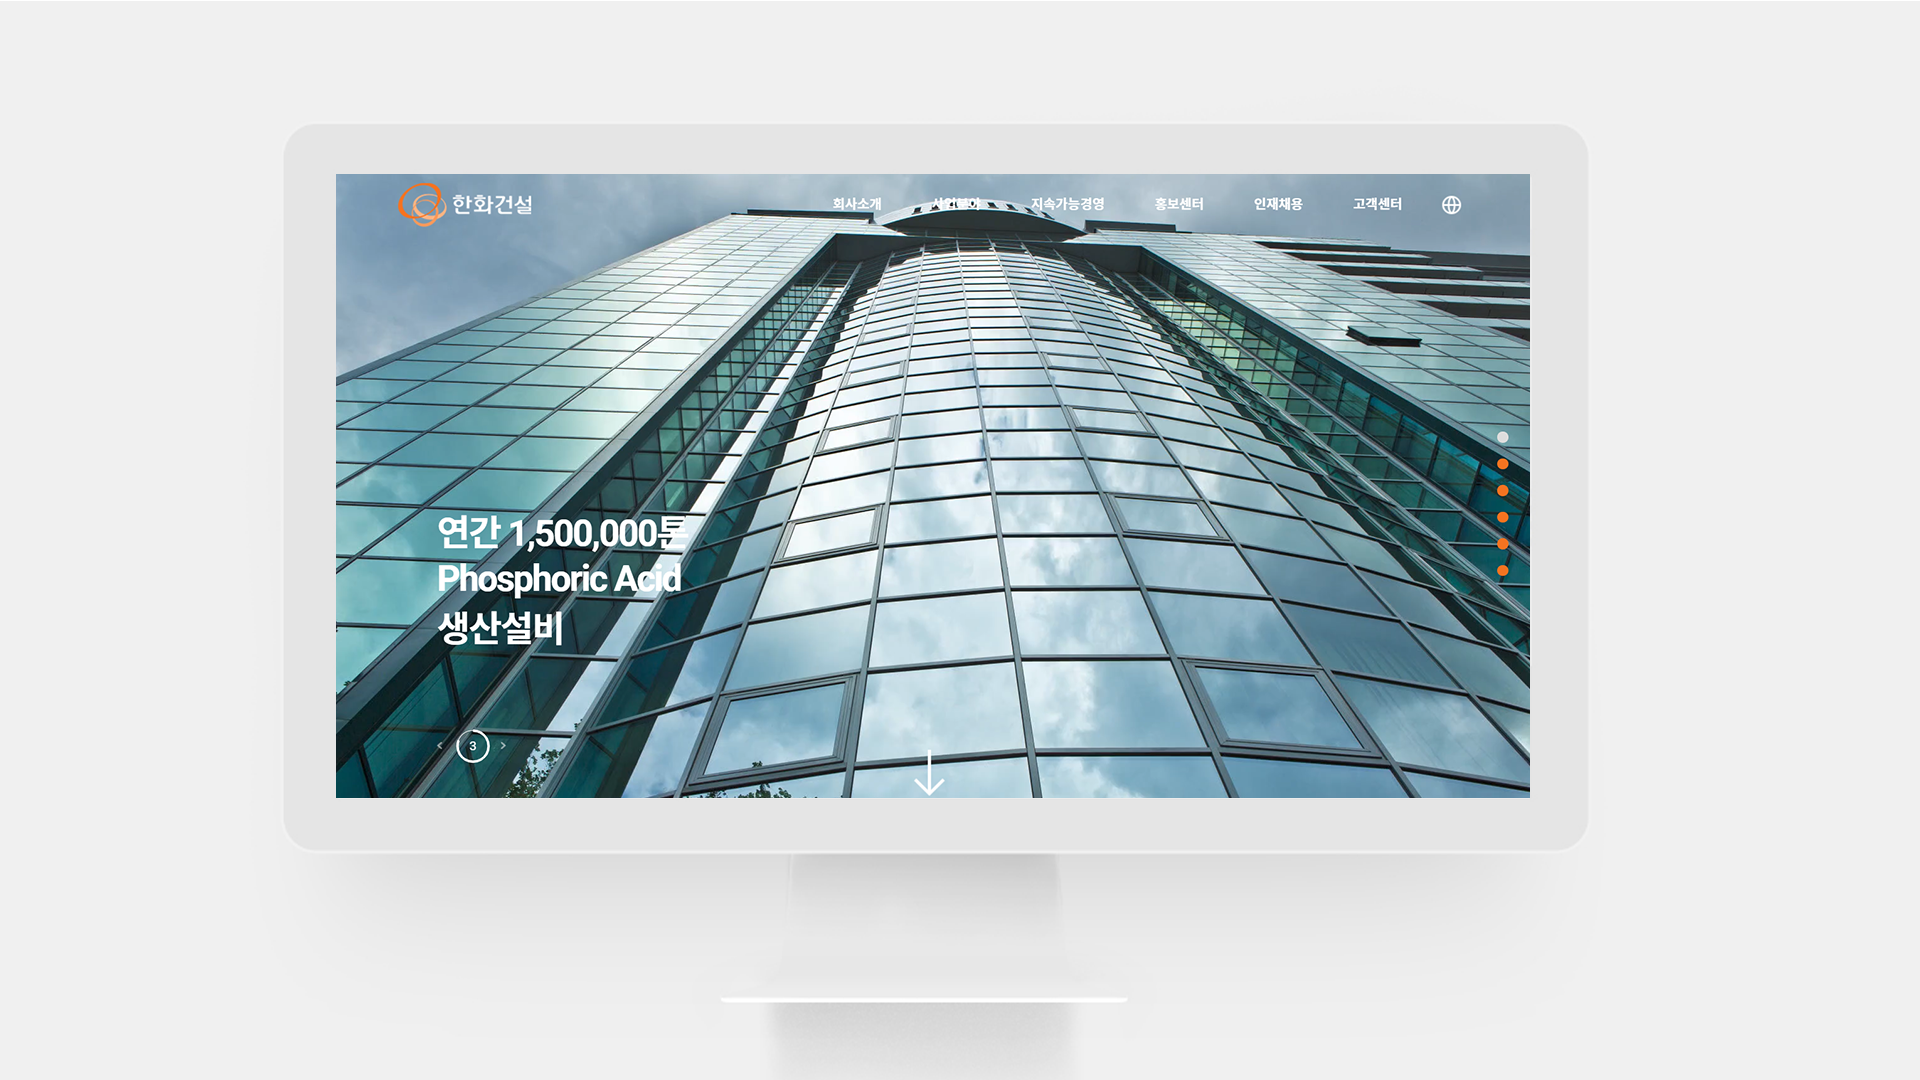 한화건설
회사소개 사업분야 지속가능경영 홍보센터 인재채용 고객센터
연간 1,500,000톤
Phosphoric Acid
생산설비
< 3 >